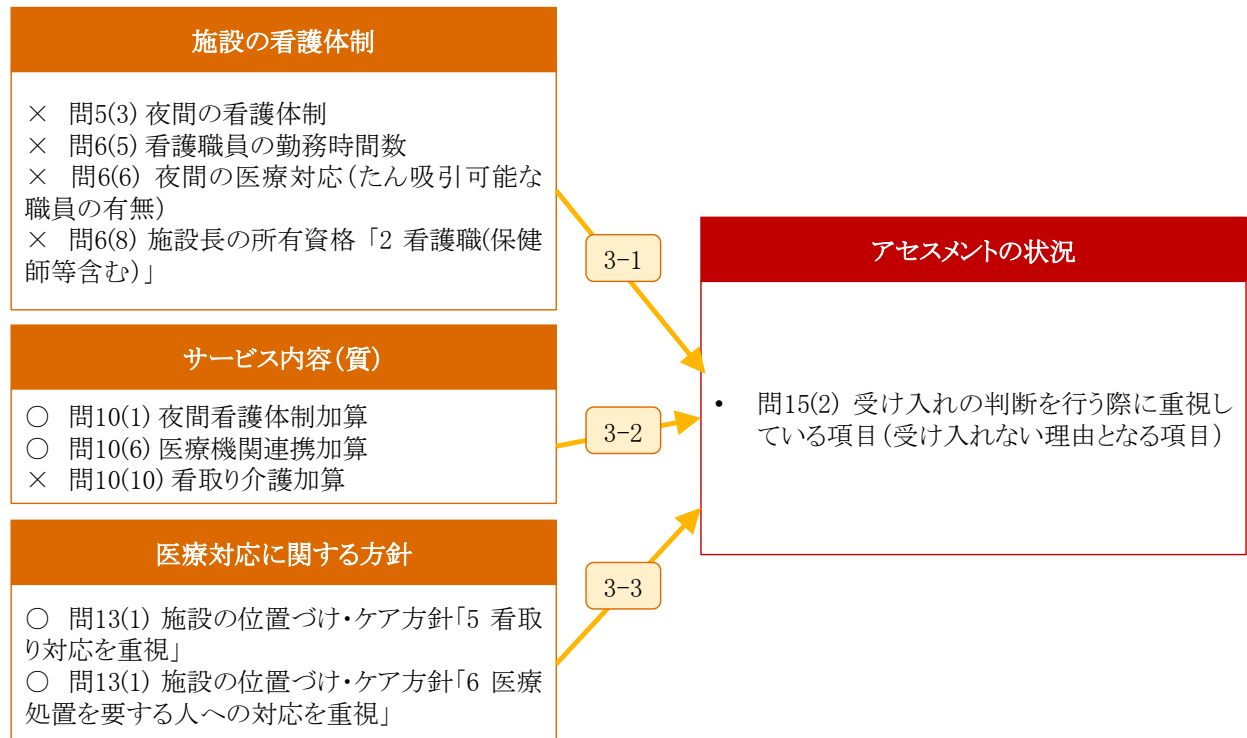 施設の看護体制
× 問5(3) 夜間の看護体制
× 問6(5) 看護職員の勤務時間数
× 問6(6) 夜間の医療対応(たん吸引可能な
職員の有無)
× 問6(8) 施設長の所有資格「2 看護職(保健
師等含む)」
3-1
サービス内容(質)
○ 問10(1) 夜間看護体制加算
○ 問10(6) 医療機関連携加算
× 問10(10) 看取り介護加算
3-2
医療対応に関する方針
○ 問13(1) 施設の位置づけ・ケア方針「5 看取
り対応を重視」
○ 問13(1) 施設の位置づけ・ケア方針「6 医療
処置を要する人への対応を重視」
3-3
アセスメントの状況
• 問15(2) 受け入れの判断を行う際に重視し
ている項目(受け入れない理由となる項目)